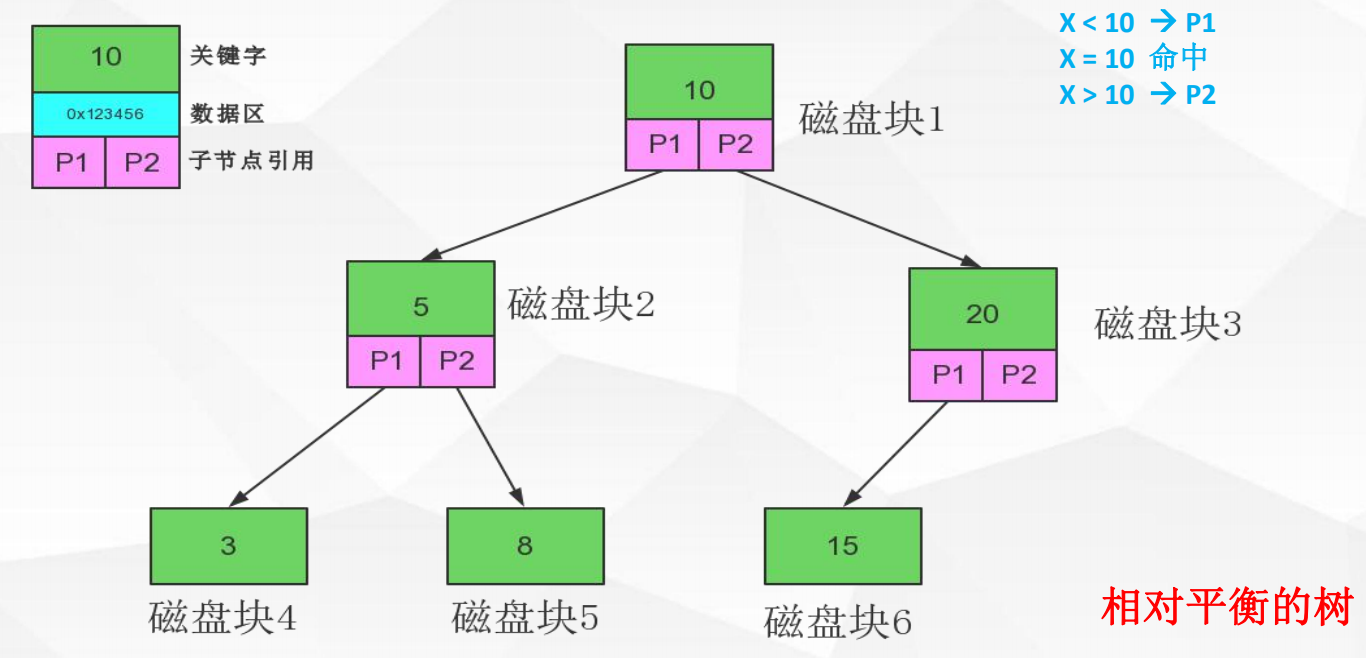 10 关键字
0x123456 数据区
P1 P2 子节点引用
X < 10 → P1
X = 10 命中
X > 10 → P2
10
P1 P2
磁盘块1
5
P1 P2
磁盘块2
20
P1 P2
磁盘块3
3
磁盘块4
8
磁盘块5
15
磁盘块6
相对平衡的树